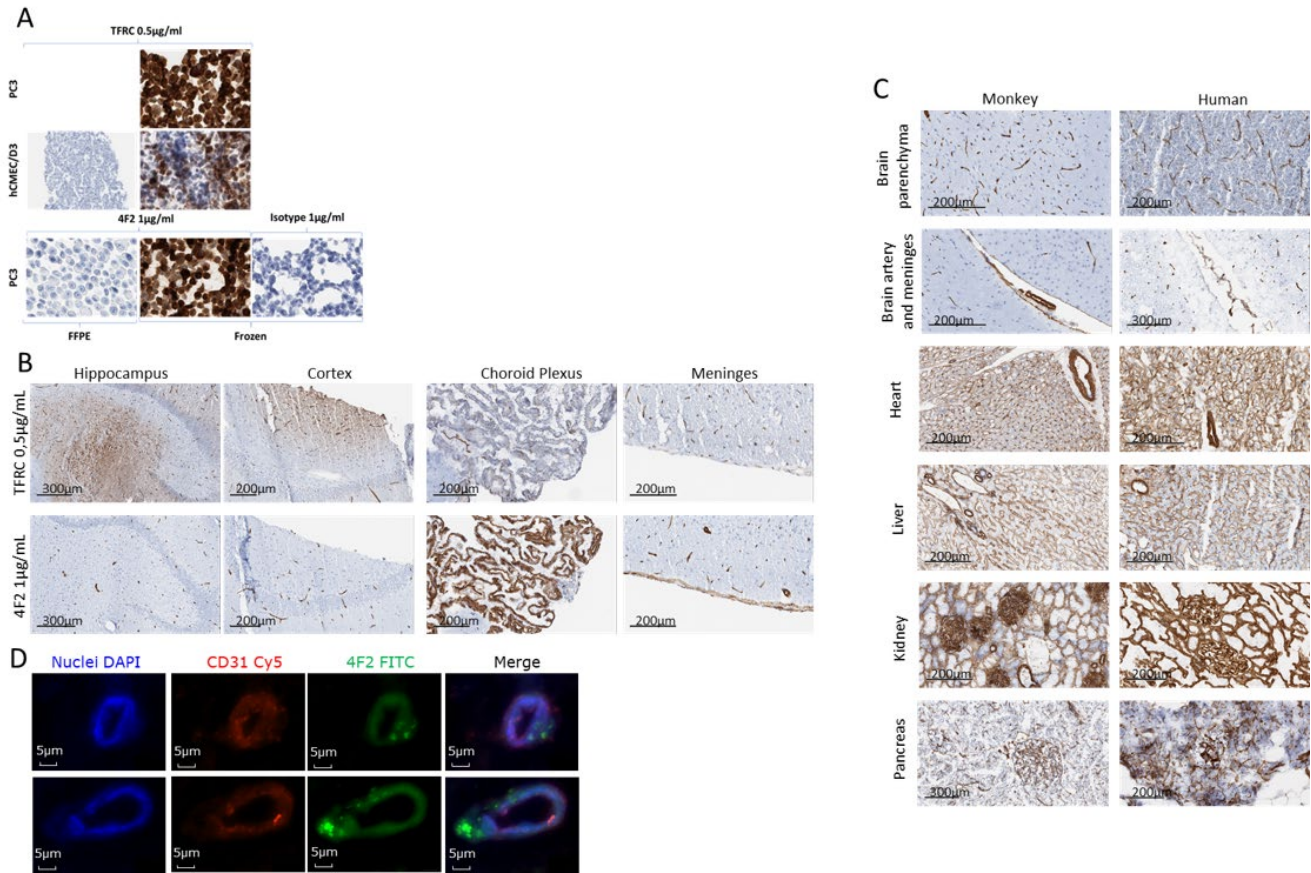 A
TFRC 0.5µg/ml
PC3
hCMEC/D3
4F2 1µg/ml
Isotype 1µg/ml
PC3
FFPE
Frozen
B
Hippocampus
Cortex
Choroid Plexus
Meninges
TFRC 0,5µg/mL
300µm
200µm
200µm
200µm
4F2 1µg/mL
300µm
200µm
200µm
200µm
C
Monkey
Human
Brain
parenchyma
200µm
200µm
Brain artery
and meninges
200µm
300µm
Heart
200µm
200µm
Liver
200µm
200µm
Kidney
200µm
200µm
Pancreas
300µm
200µm
D
Nuclei DAPI
CD31 Cy5
4F2 FITC
Merge
5µm
5µm
5µm
5µm
5µm
5µm
5µm
5µm